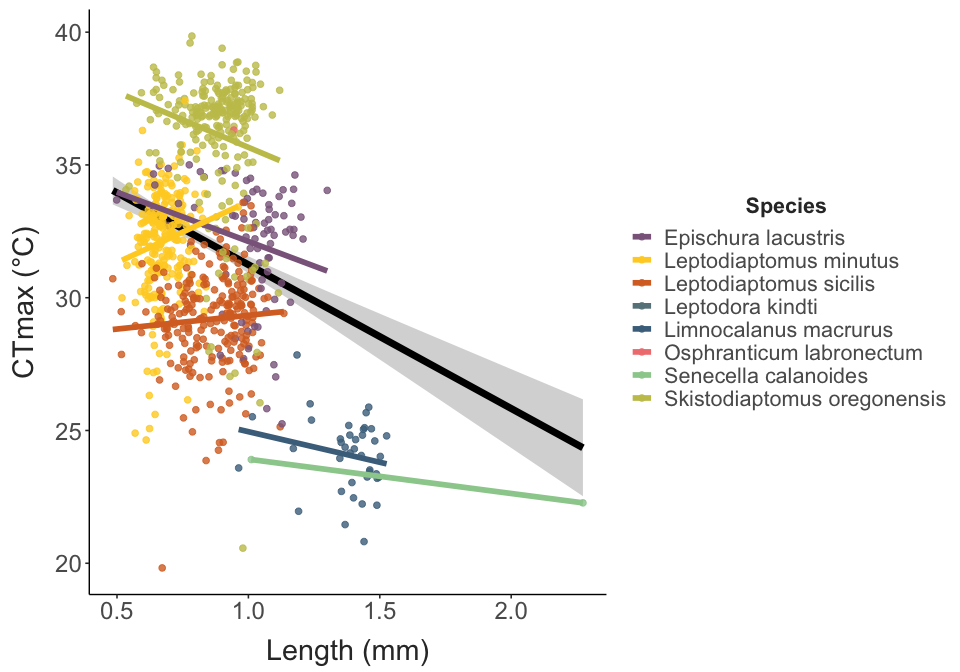 40
35
30
25
20
CTmax (°C)
0.5 1.0 1.5 2.0
Length (mm)
Species
Epischura lacustris
Leptodiaptomus minutus
Leptodiaptomus sicilis
Leptodora kindti
Limnocalanus macrurus
Osphranticum labronectum
Senecella calanoides
Skistodiaptomus oregonensis